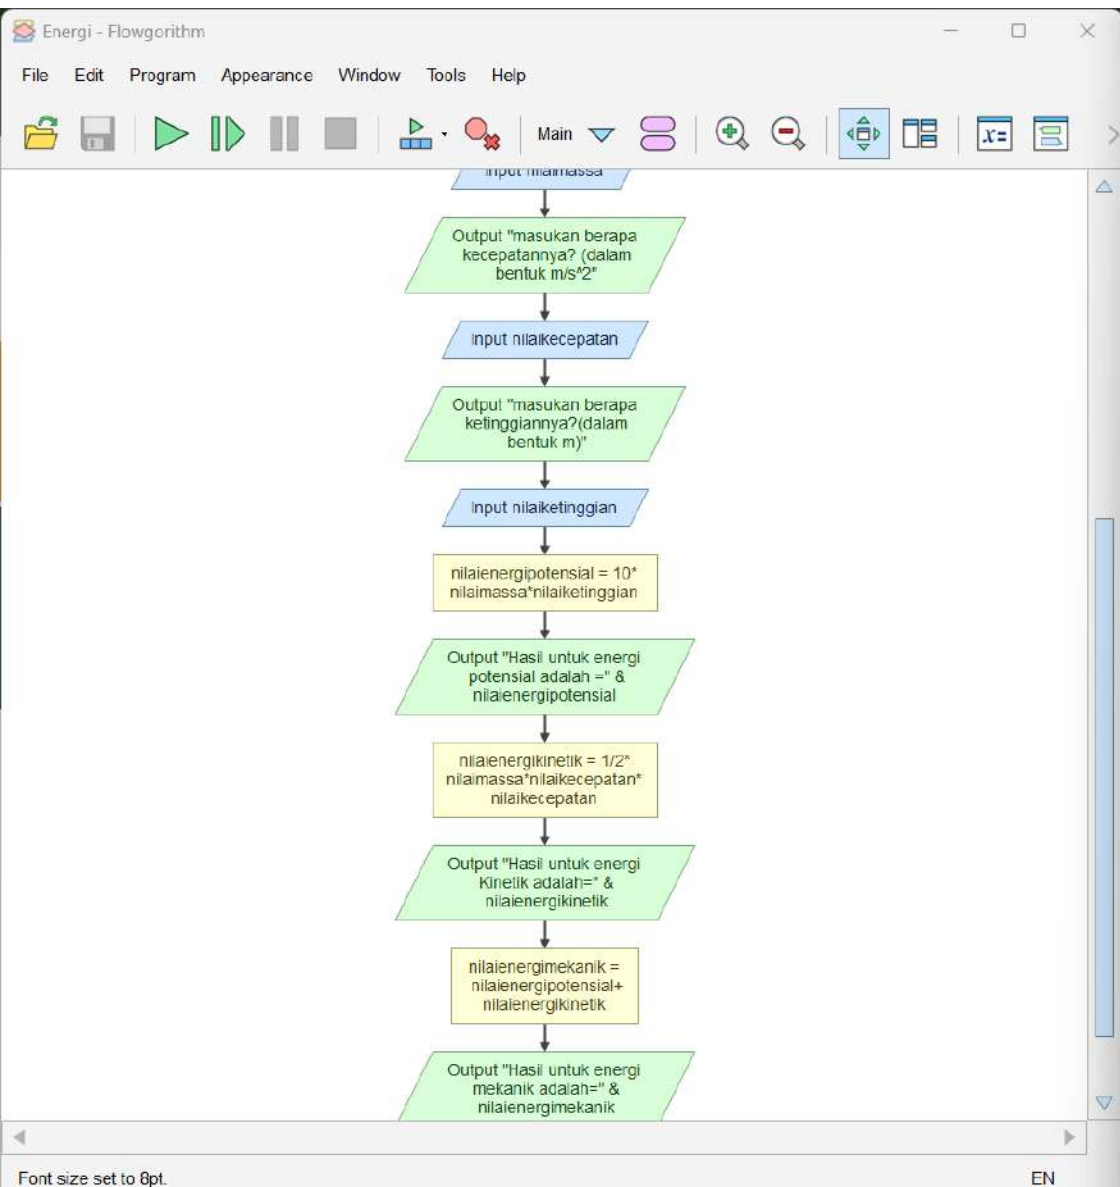 Energi - Flowgorithm
File Edit Program Appearance Window Tools Help
Main
x=
Input nilaimassa
Output "masukan berapa
kecepatannya? (dalam
bentuk m/s^2"
Input nilaikecepatan
Output "masukan berapa
ketinggiannya?(dalam
bentuk m)"
Input nilaiketinggian
nilaienergipotensial = 10*
nilaimassa*nilaiketinggian
Output "Hasil untuk energi
potensial adalah =" &
nilaienergipotensial
nilaienergikinetik = 1/2*
nilaimassa*nilaikecepatan*
nilaikecepatan
Output "Hasil untuk energi
Kinetik adalah=" &
nilaienergikinetik
nilaienergimekanik =
nilaienergipotensial+
nilaienergikinetik
Output "Hasil untuk energi
mekanik adalah=" &
nilaienergimekanik
Font size set to 8pt.
EN